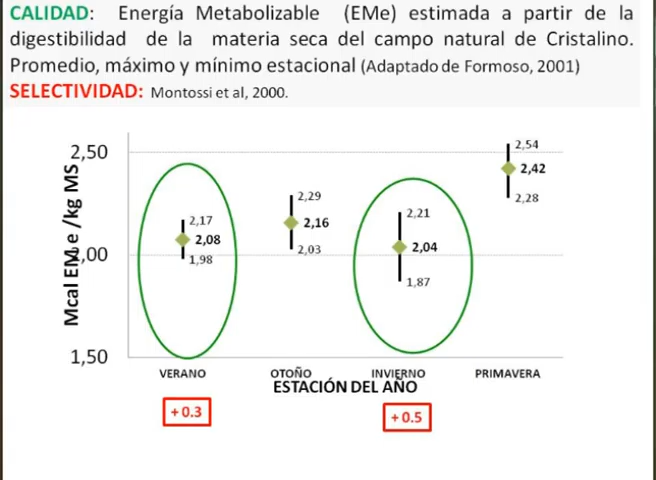 CALIDAD: Energía Metabolizable (EMe) estimada a partir de la
digestibilidad de la materia seca del campo natural de Cristalino.
Promedio, máximo y mínimo estacional (Adaptado de Formoso, 2001)
SELECTIVIDAD: Montossi et al, 2000.
Mcal EM e /kg MS
2,50
2,00
1,50
2,17
2,08
1,98
2,29
2,16
2,03
2,21
2,04
1,87
2,54
2,42
2,28
VERANO OTOÑO INVIERNO PRIMAVERA
ESTACIÓN DEL AÑO
+ 0.3 + 0.5